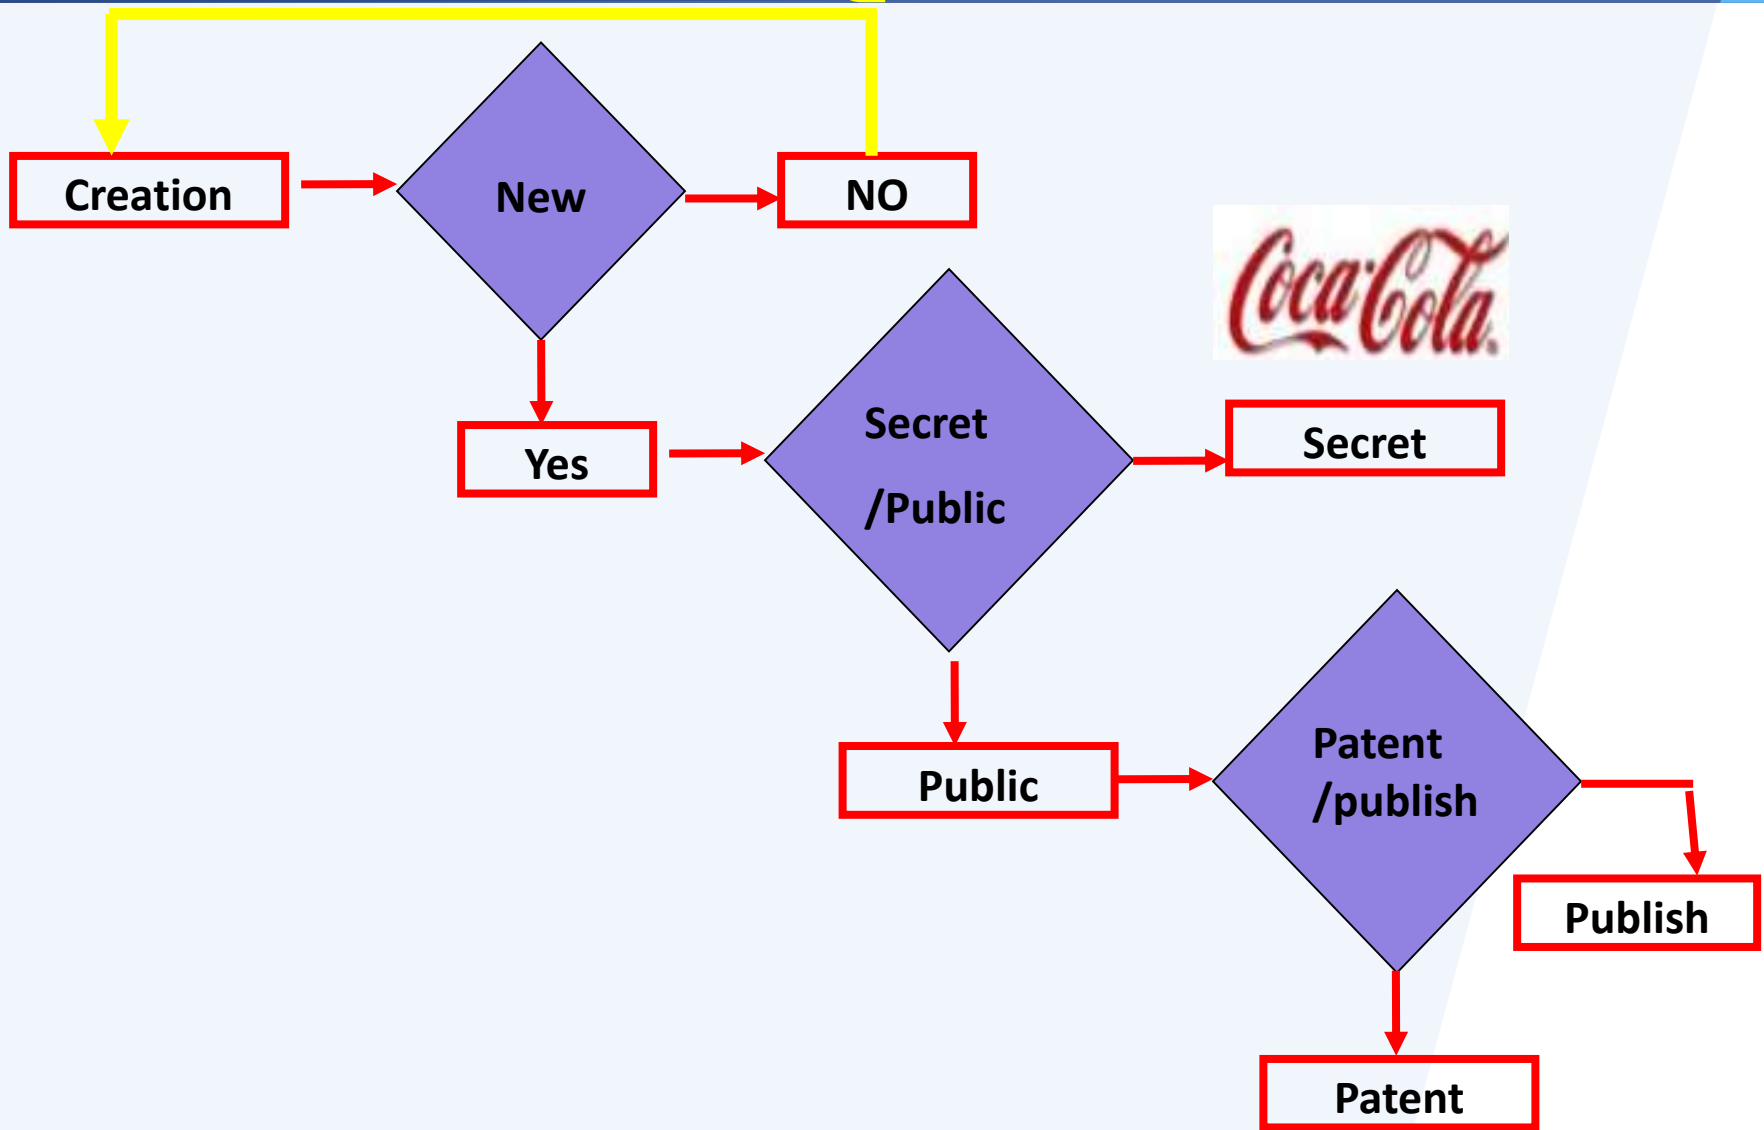 Creation
New
NO
Coca-Cola
Secret
/Public
Secret
Yes
Public
Patent
/publish
Publish
Patent